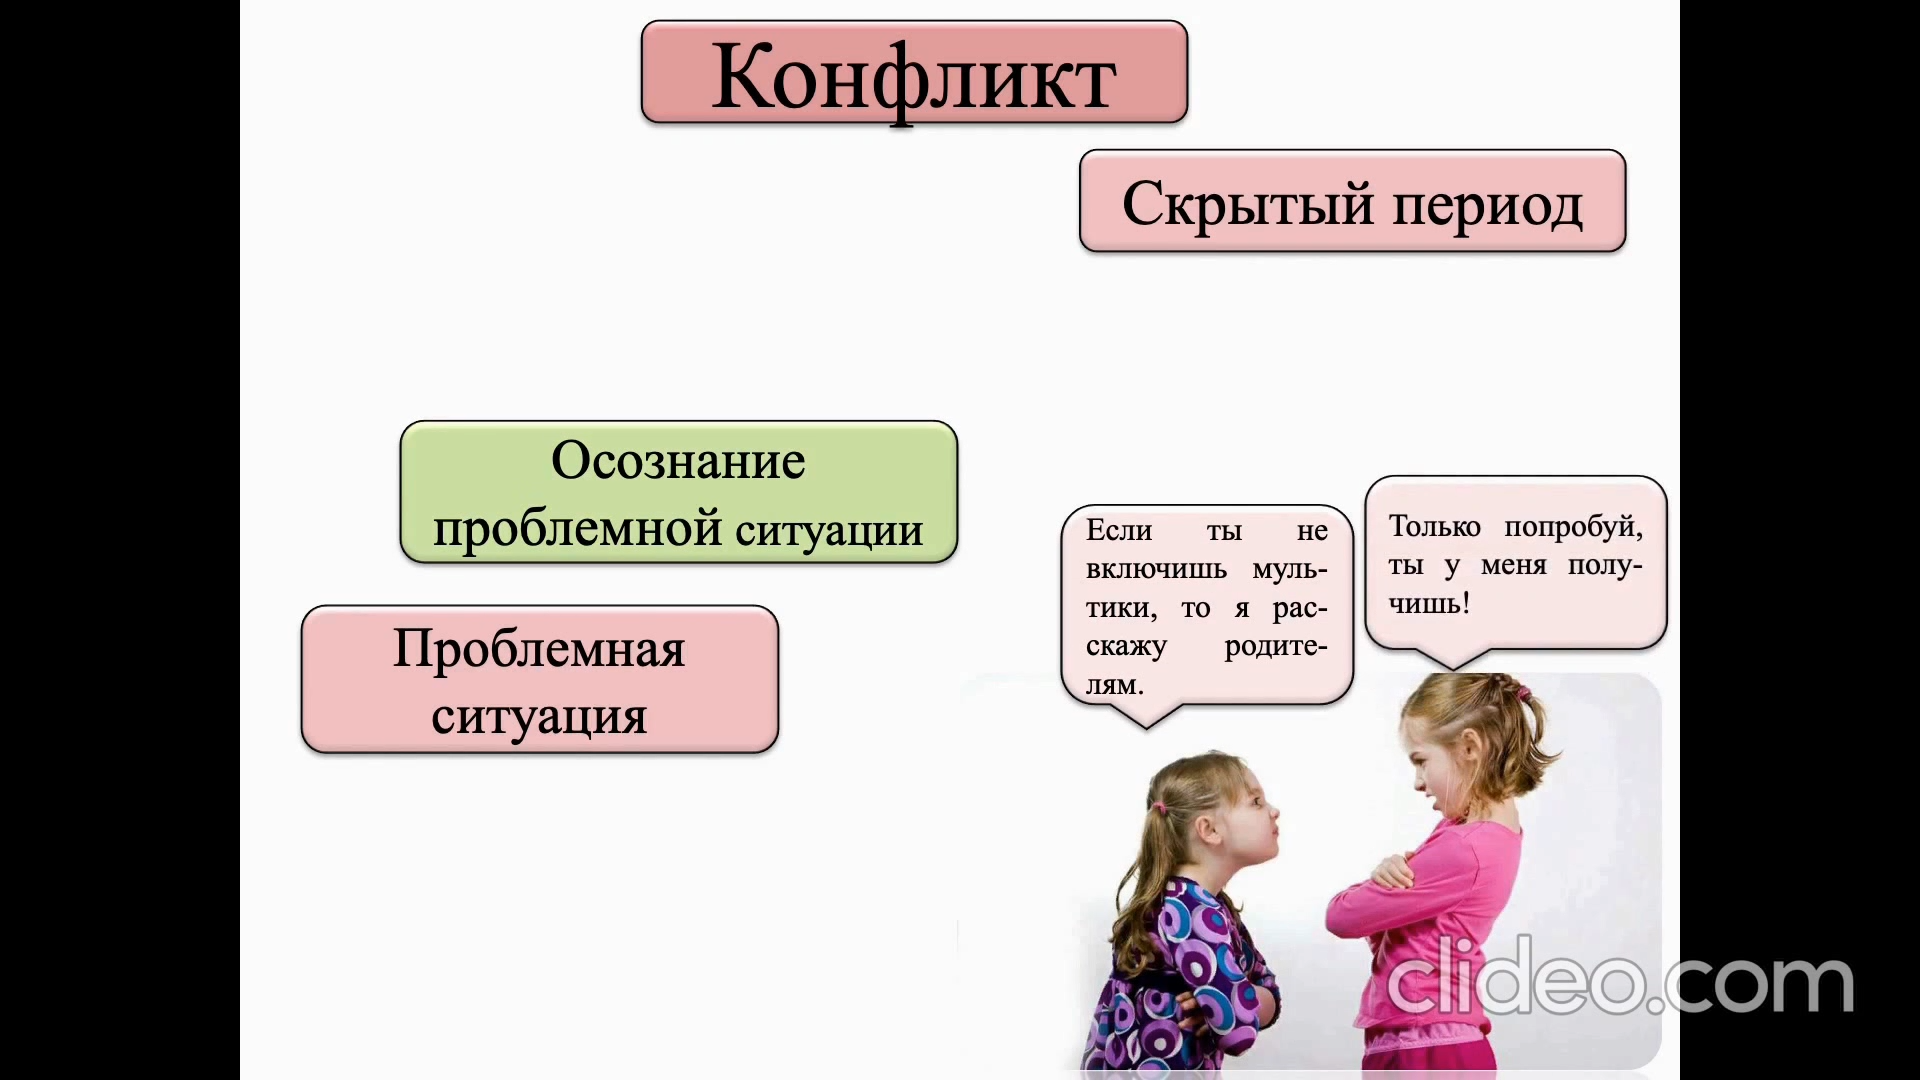 Конфликт
Скрытый период
Осознание
проблемной ситуации
Проблемная
ситуация
Если ты не
включишь муль-
тики, то я рас-
скажу родите-
лям.
Только попробуй,
ты у меня полу-
чишь!
clideo.com